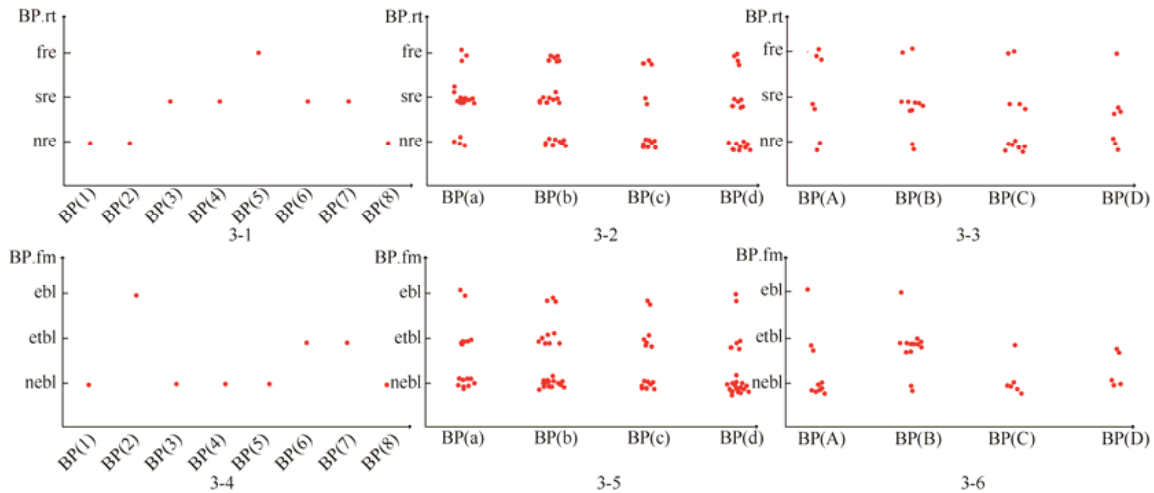 BP.rt
fre
sre
nre
BP(1) BP(2) BP(3) BP(4) BP(5) BP(6) BP(7) BP(8)
3-1
BP.rt
fre
sre
nre
BP(a) BP(b) BP(c) BP(d)
3-2
BP.rt
fre
sre
nre
BP(A) BP(B) BP(C) BP(D)
3-3
BP.fm
ebl
etbl
nebl
BP(1) BP(2) BP(3) BP(4) BP(5) BP(6) BP(7) BP(8)
3-4
BP.fm
ebl
etbl
nebl
BP(a) BP(b) BP(c) BP(d)
3-5
BP.fm
ebl
etbl
nebl
BP(A) BP(B) BP(C) BP(D)
3-6